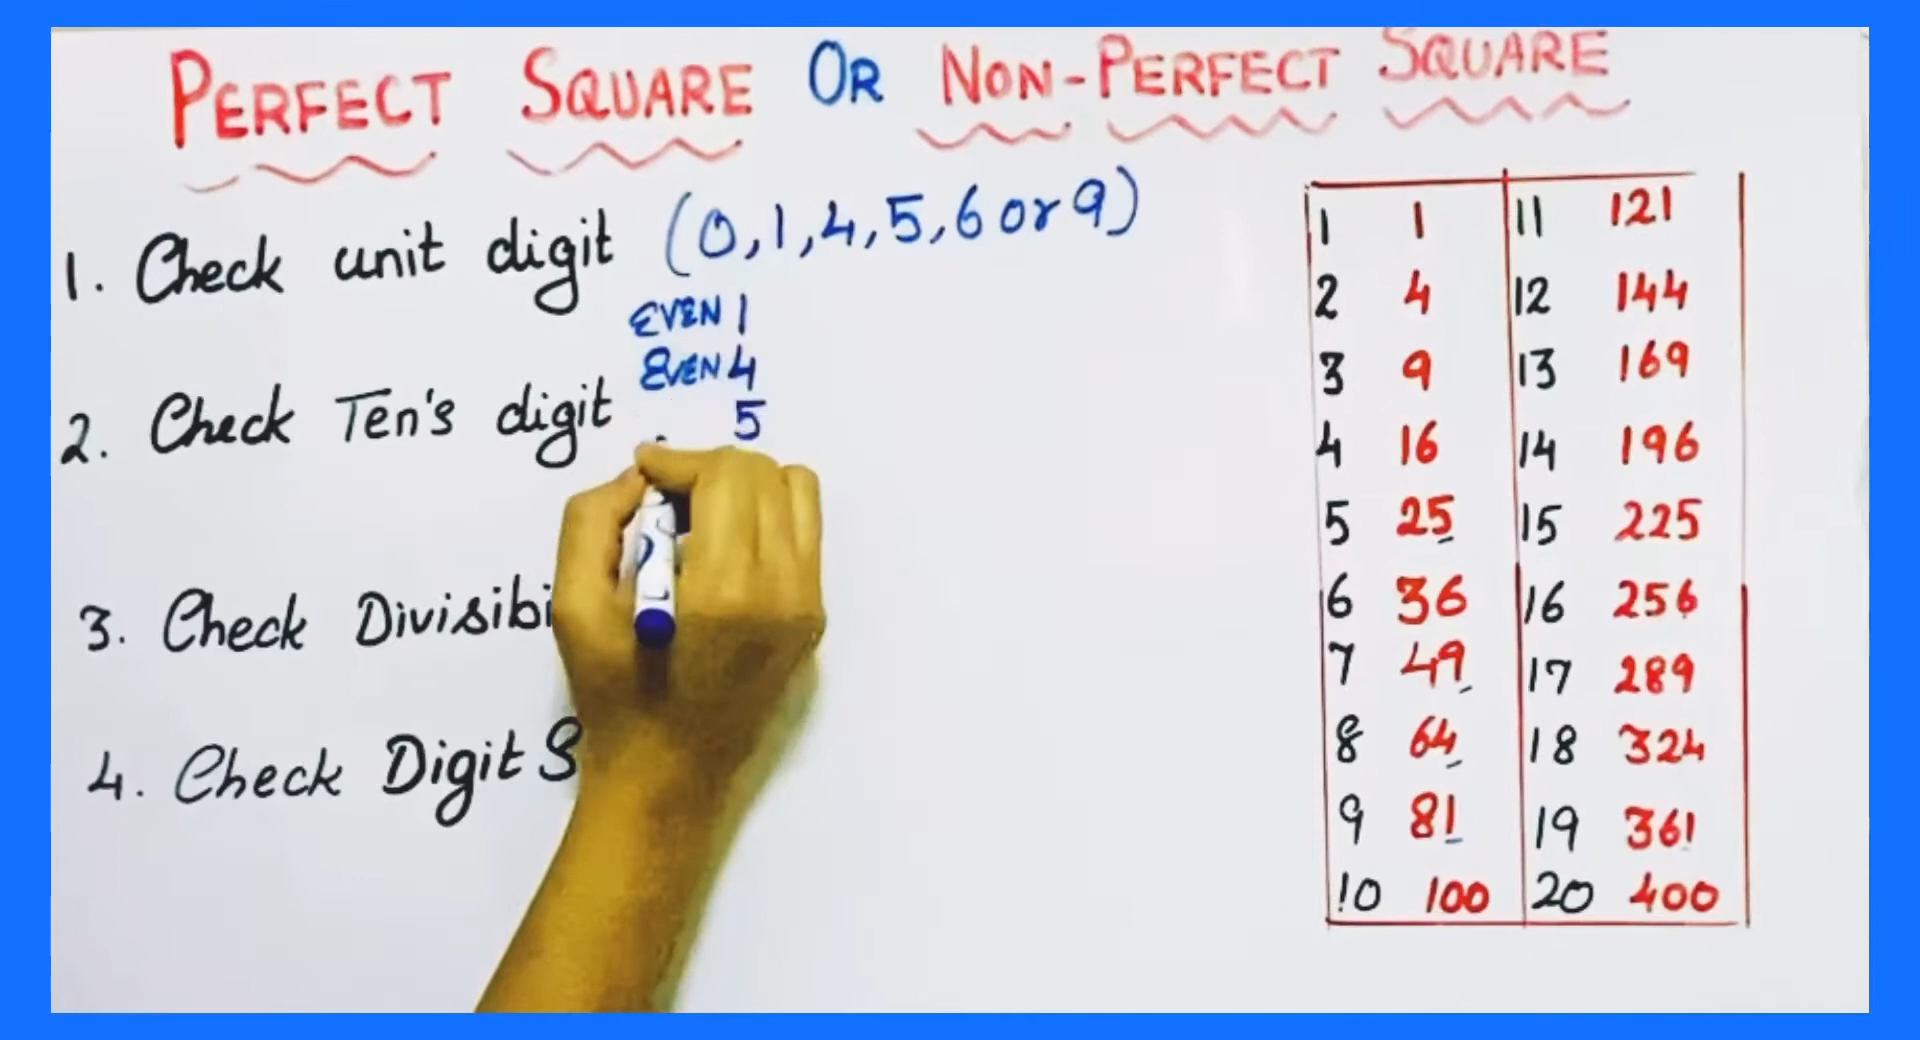 PERFECT SQUARE OR NON-PERFECT SQUARE
1. Check unit digit (0,1,4,5,6 or 9)
EVEN 1
EVEN 4
2. Check Ten's digit
5
3. Check Divisibi
4. Check Digit S
1 1 11 121
2 4 12 144
3 9 13 169
4 16 14 196
5 25 15 225
6 36 16 256
7 49 17 289
8 64 18 324
9 81 19 361
10 100 20 400